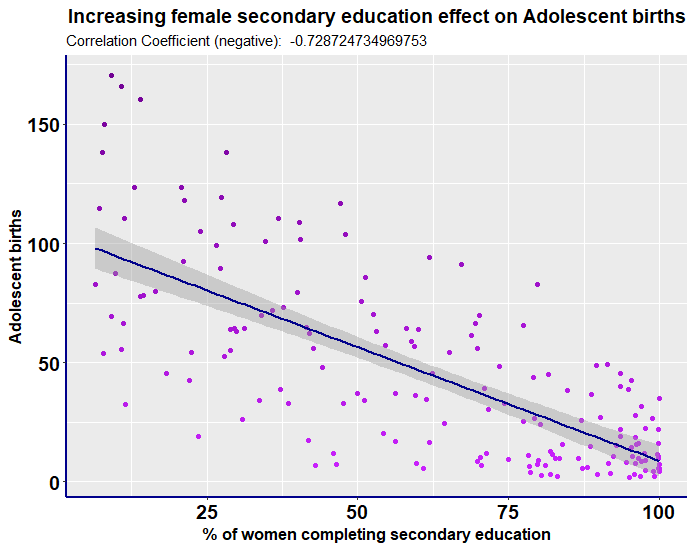 Increasing female secondary education effect on Adolescent births
Correlation Coefficient (negative):  -0.728724734969753
Adolescent births
150
100
50
0
25
50
75
100
% of women completing secondary education